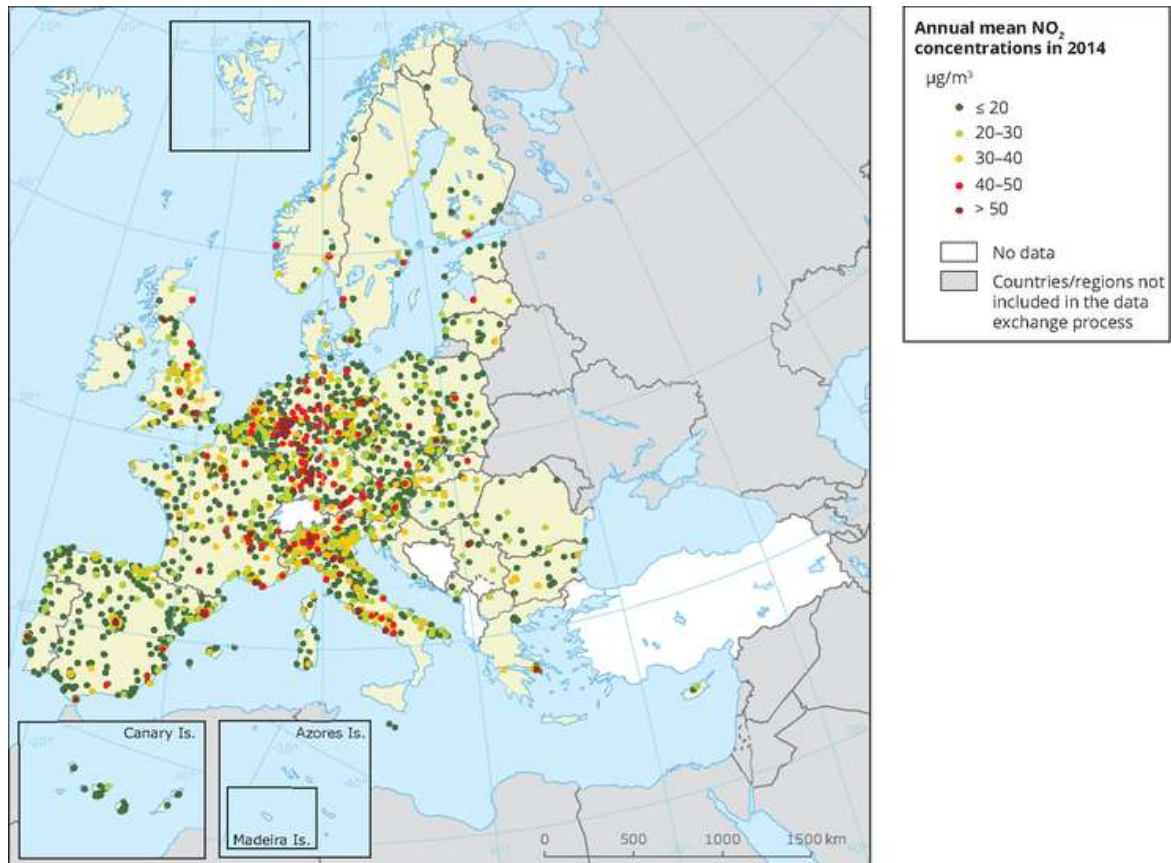 Annual mean NO₂
concentrations in 2014
µg/m³
≤ 20
20–30
30–40
40–50
> 50
No data
Countries/regions not
included in the data
exchange process
Canary Is.
Azores Is.
Madeira Is.
0 500 1000 1500 km